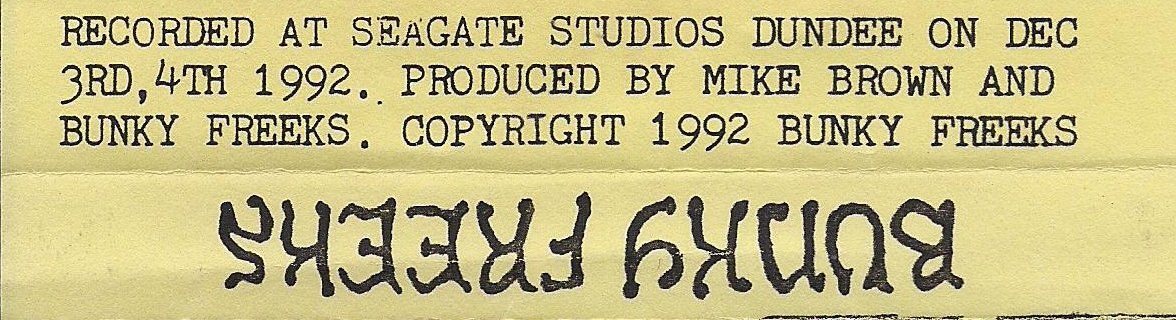 RECORDED AT SEAGATE STUDIOS DUNDEE ON DEC
3RD,4TH 1992. PRODUCED BY MIKE BROWN AND
BUNKY FREEKS. COPYRIGHT 1992 BUNKY FREEKS
BUNKY FREEKS